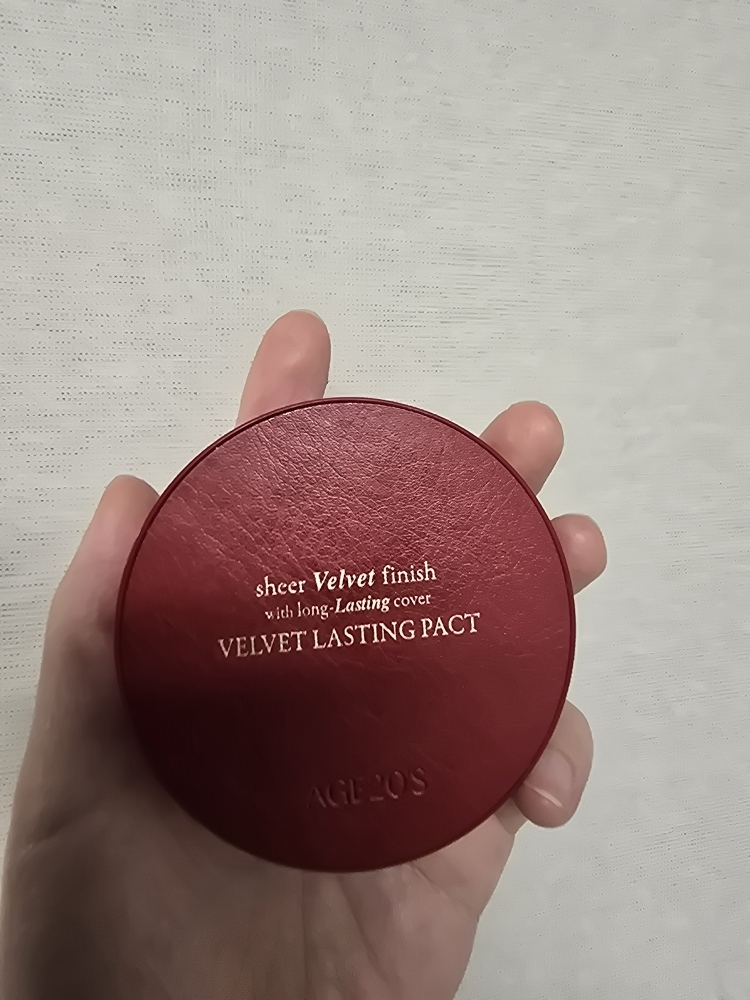 sheer Velvet finish
with long-Lasting cover
VELVET LASTING PACT
AGE 20'S